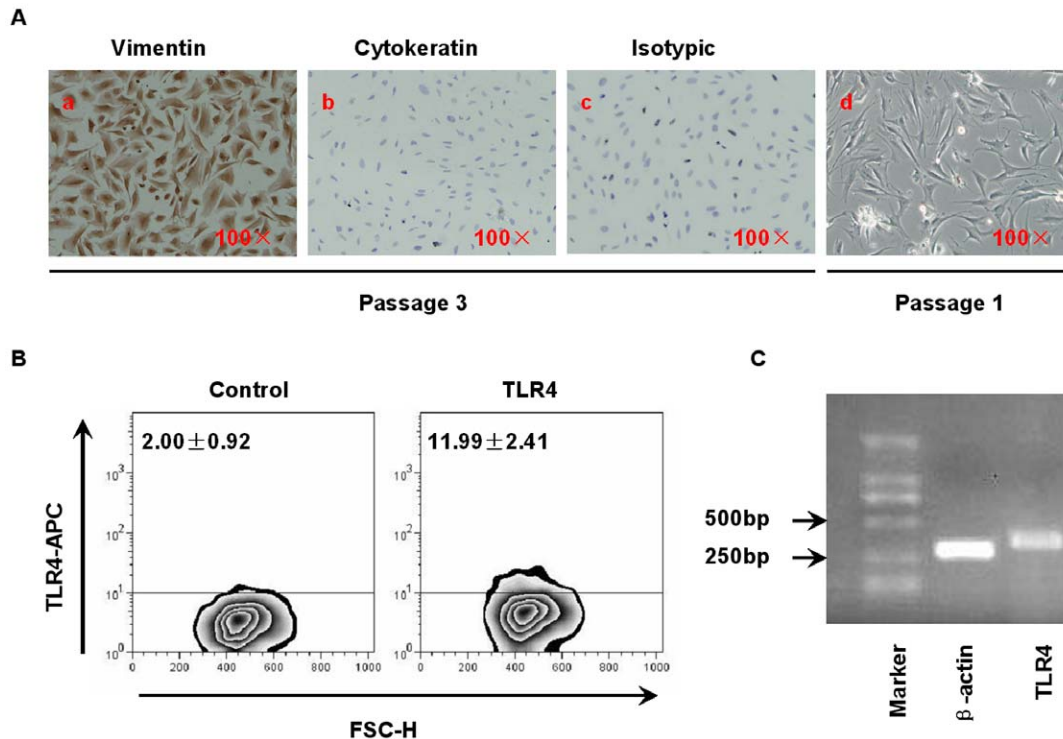 A
Vimentin Cytokeratin Isotypic
a b c d
100× 100× 100× 100×
Passage 3 Passage 1
B C
Control TLR4
2.00±0.92 11.99±2.41
10³ 10³
10² 10²
10¹ 10¹
10⁰ 10⁰
0 200 400 600 800 1000 0 200 400 600 800 1000
TLR4-APC
FSC-H
500bp
250bp
Marker
β-actin
TLR4